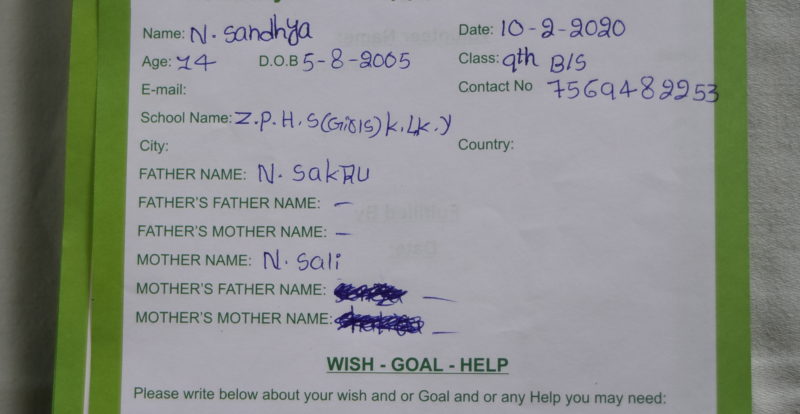 Name: N. Sandhya Date: 10-2-2020
Age: 14 D.O.B 5-8-2005 Class: 9th B/S
E-mail: Contact No 7569482253
School Name: Z.P.H.S(Girls) K.LK.Y
City: Country:
FATHER NAME: N. SakRU
FATHER'S FATHER NAME: —
FATHER'S MOTHER NAME: —
MOTHER NAME: N. Sali
MOTHER'S FATHER NAME: —
MOTHER'S MOTHER NAME: —
WISH - GOAL - HELP
Please write below about your wish and or Goal and or any Help you may need: